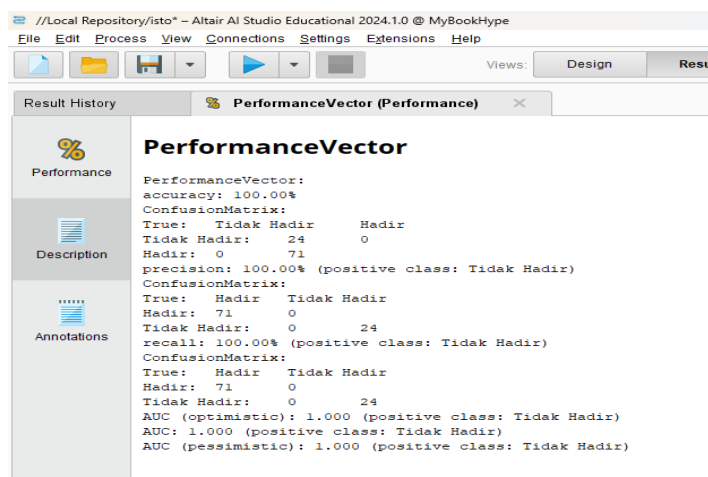 //Local Repository/isto* – Altair AI Studio Educational 2024.1.0 @ MyBookHype
File Edit Process View Connections Settings Extensions Help
Views: Design Resu
Result History PerformanceVector (Performance)
Performance
Description
Annotations
PerformanceVector
PerformanceVector:
accuracy: 100.00%
ConfusionMatrix:
True: Tidak Hadir Hadir
Tidak Hadir: 24 0
Hadir: 0 71
precision: 100.00% (positive class: Tidak Hadir)
ConfusionMatrix:
True: Hadir Tidak Hadir
Hadir: 71 0
Tidak Hadir: 0 24
recall: 100.00% (positive class: Tidak Hadir)
ConfusionMatrix:
True: Hadir Tidak Hadir
Hadir: 71 0
Tidak Hadir: 0 24
AUC (optimistic): 1.000 (positive class: Tidak Hadir)
AUC: 1.000 (positive class: Tidak Hadir)
AUC (pessimistic): 1.000 (positive class: Tidak Hadir)